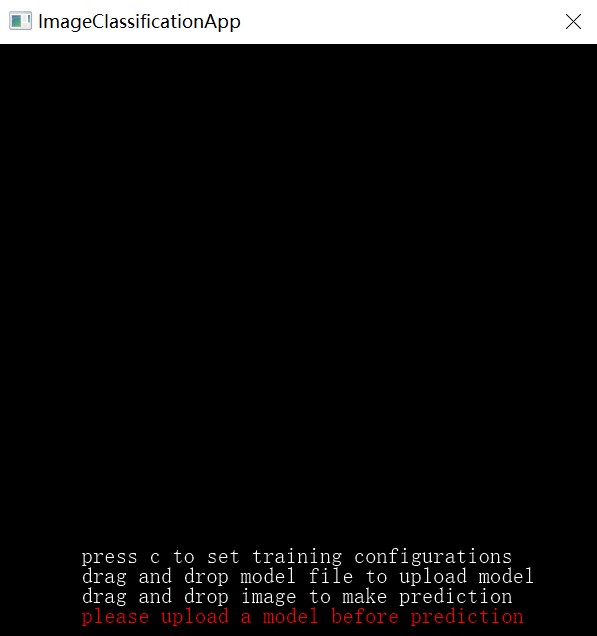 ImageClassificationApp
press c to set training configurations
drag and drop model file to upload model
drag and drop image to make prediction
please upload a model before prediction